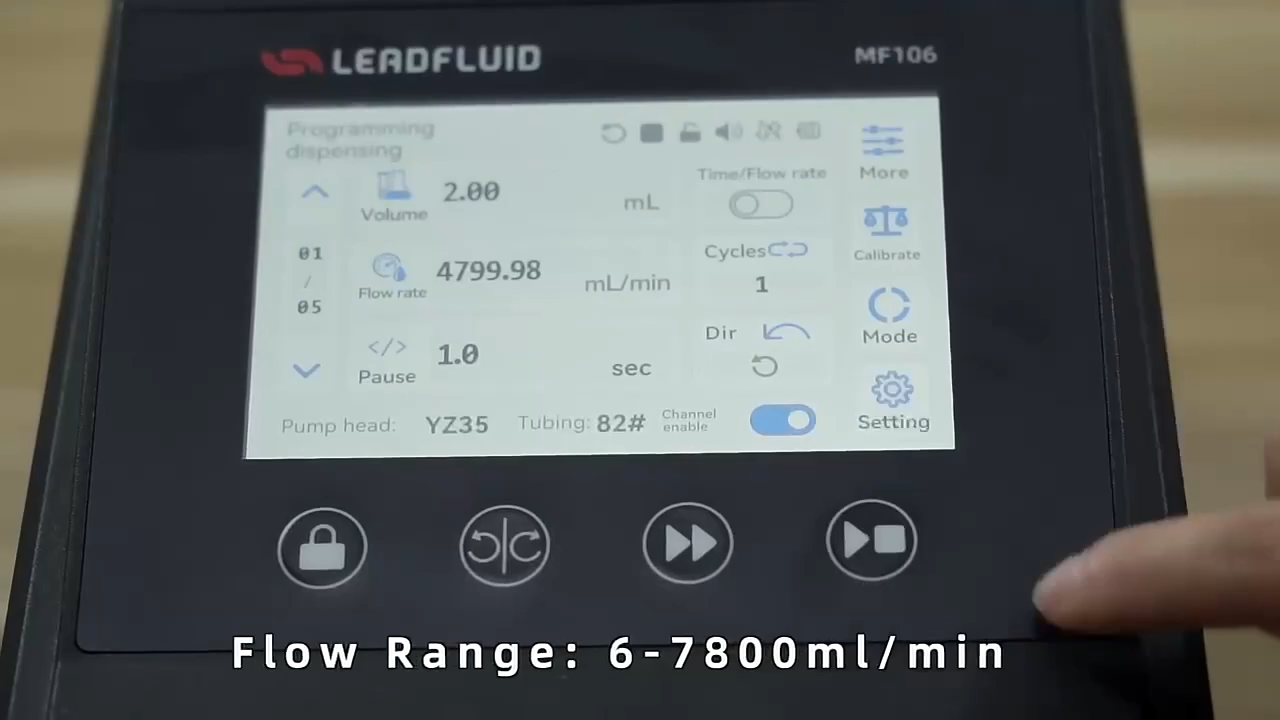 LEADFLUID
MF106
Programming
dispensing
Volume
2.00
mL
Time/Flow rate
More
01
/
05
Flow rate
4799.98
mL/min
Cycles
1
Calibrate
</>
Pause
1.0
sec
Dir
Mode
Pump head: YZ35 Tubing: 82#
Channel
enable
Setting
Flow Range: 6-7800ml/min